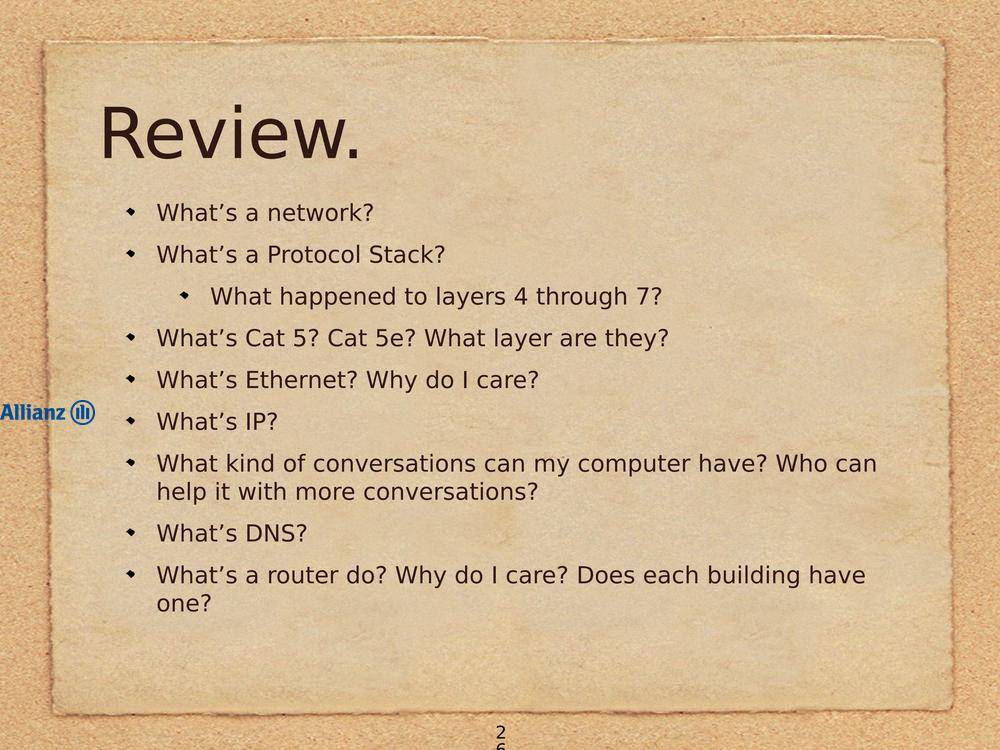 Review.
What’s a network?
What’s a Protocol Stack?
What happened to layers 4 through 7?
What’s Cat 5? Cat 5e? What layer are they?
What’s Ethernet? Why do I care?
Allianz
What’s IP?
What kind of conversations can my computer have? Who can
help it with more conversations?
What’s DNS?
What’s a router do? Why do I care? Does each building have
one?
2
6